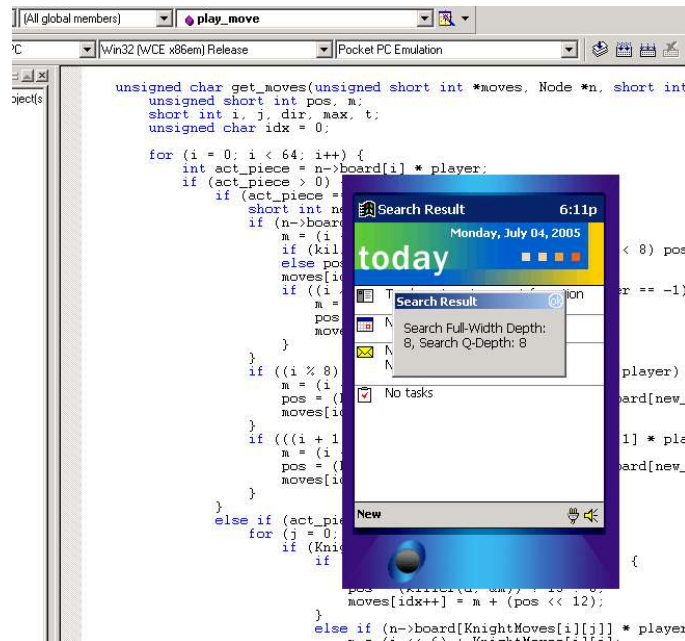 (All global members)
play_move
PC
Win32 (WCE x86em) Release
Pocket PC Emulation
unsigned char get_moves(unsigned short int *moves, Node *n, short int
unsigned short int pos, m;
short int i, j, dir, max, t;
unsigned char idx = 0;
for (i = 0; i < 64; i++) {
int act_piece = n->board[i] * player;
if (act_piece > 0)
if (act_piece ==
short int
if (n->board
m = (i
if (kill < 8) pos
else pos
moves[id
if ((i == -1)
m =
pos
move
}
}
if ((i % 8) player)
m = (i
pos = ( board[new_
moves[id
}
if (((i + 1 1] * pla
m = (i
pos = ( board[new_
moves[id
}
}
else if (act_pie
for (j = 0;
if (Knig
if {
moves[idx++] = m + (pos << 12);
}
else if (n->board[KnightMoves[i][j]] * player
Search Result 6:11p
Monday, July 04, 2005
today
Search Result ok
Search Full-Width Depth:
8, Search Q-Depth: 8
No tasks
New